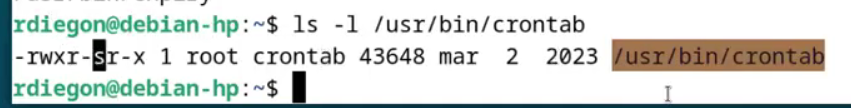 rdiegon@debian-hp:~$ ls -l /usr/bin/crontab
-rwxr-sr-x 1 root crontab 43648 mar  2  2023 /usr/bin/crontab
rdiegon@debian-hp:~$